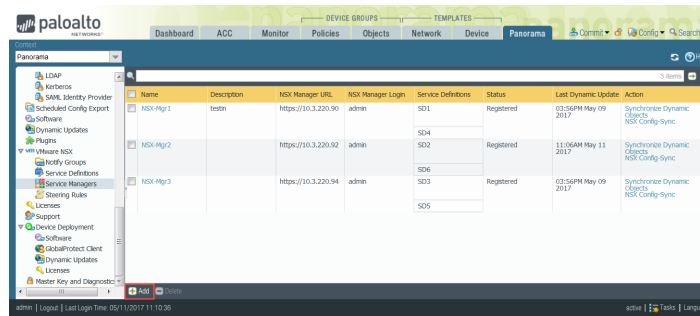 paloalto
NETWORKS
DEVICE GROUPS
TEMPLATES
Dashboard
ACC
Monitor
Policies
Objects
Network
Device
Panorama
Commit
Config
Search
Context
Panorama
3 items
LDAP
Kerberos
SAML Identity Provider
Scheduled Config Export
Software
Dynamic Updates
Plugins
VMware NSX
Notify Groups
Service Definitions
Service Managers
Steering Rules
Licenses
Support
Device Deployment
Software
GlobalProtect Client
Dynamic Updates
Licenses
Master Key and Diagnostic
Name Description NSX Manager URL NSX Manager Login Service Definitions Status Last Dynamic Update Action
NSX-Mgr1 testin https://10.3.220.90 admin SD1 Registered 03:56PM May 09 Synchronize Dynamic
2017 Objects
NSX Config-Sync
SD4
NSX-Mgr2 https://10.3.220.92 admin SD2 Registered 11:06AM May 11 Synchronize Dynamic
2017 Objects
NSX Config-Sync
SD6
NSX-Mgr3 https://10.3.220.94 admin SD3 Registered 03:56PM May 09 Synchronize Dynamic
2017 Objects
NSX Config-Sync
SD5
Add Delete
admin | Logout | Last Login Time: 05/11/2017 11:10:36
active | Tasks | Langu